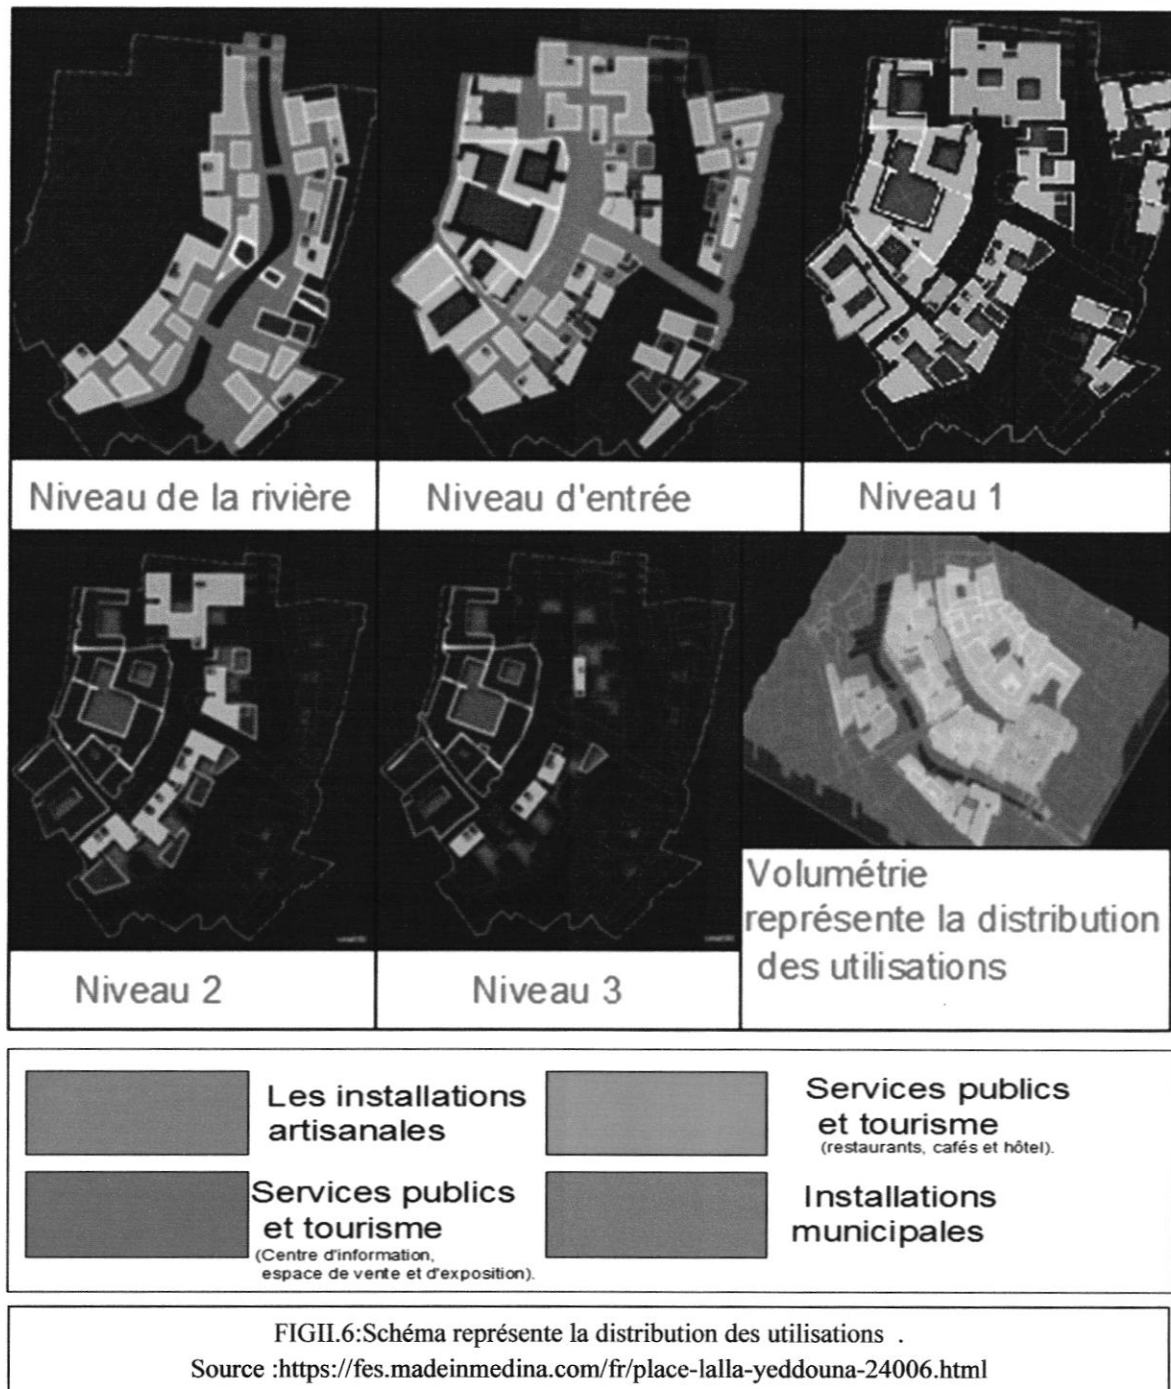 Niveau de la rivière
Niveau d'entrée
Niveau 1
Niveau 2
Niveau 3
Volumétrie
représente la distribution
des utilisations
Les installations
artisanales
Services publics
et tourisme
(restaurants, cafés et hôtel).
Services publics
et tourisme
(Centre d'information,
espace de vente et d'exposition).
Installations
municipales
FIGII.6:Schéma représente la distribution des utilisations .
Source :https://fes.madeinmedina.com/fr/place-lalla-yeddouna-24006.html